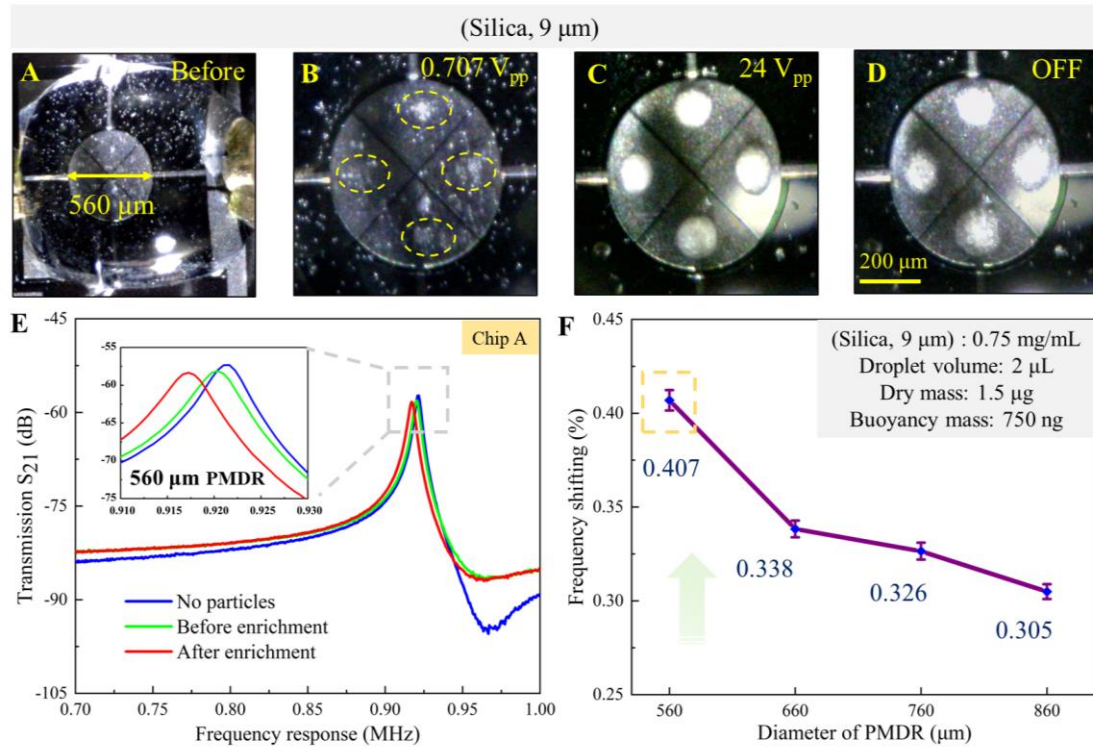 (Silica, 9 μm)
A
Before
560 μm
B
0.707 Vpp
C
24 Vpp
D
OFF
200 μm
E
Chip A
-45
-60
-75
-90
-105
Transmission S21 (dB)
-55
-60
-65
-70
-75
560 μm PMDR
0.910 0.915 0.920 0.925 0.930
No particles
Before enrichment
After enrichment
0.70 0.75 0.80 0.85 0.90 0.95 1.00
Frequency response (MHz)
F
(Silica, 9 μm) : 0.75 mg/mL
Droplet volume: 2 μL
Dry mass: 1.5 μg
Buoyancy mass: 750 ng
0.45
0.40
0.35
0.30
0.25
Frequency shifting (%)
0.407
0.338
0.326
0.305
560 660 760 860
Diameter of PMDR (μm)